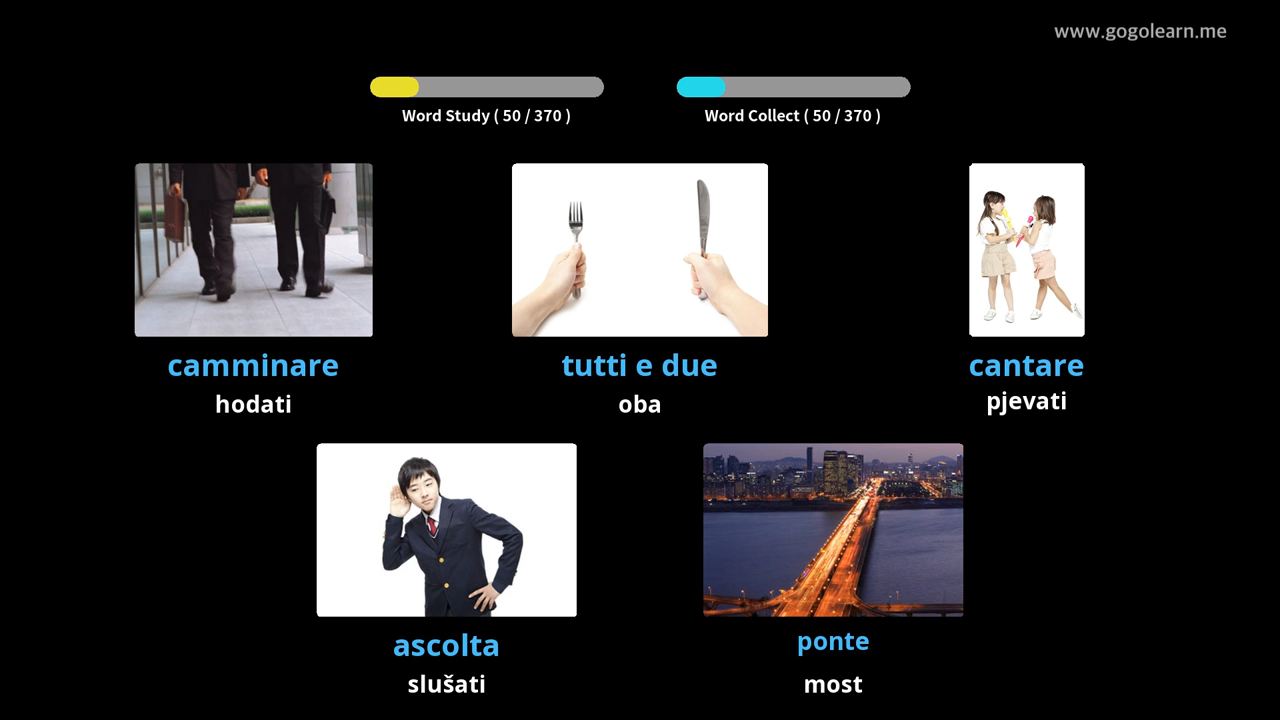 www.gogolearn.me
Word Study ( 50 / 370 )
Word Collect ( 50 / 370 )
camminare
hodati
tutti e due
oba
cantare
pjevati
ascolta
slušati
ponte
most